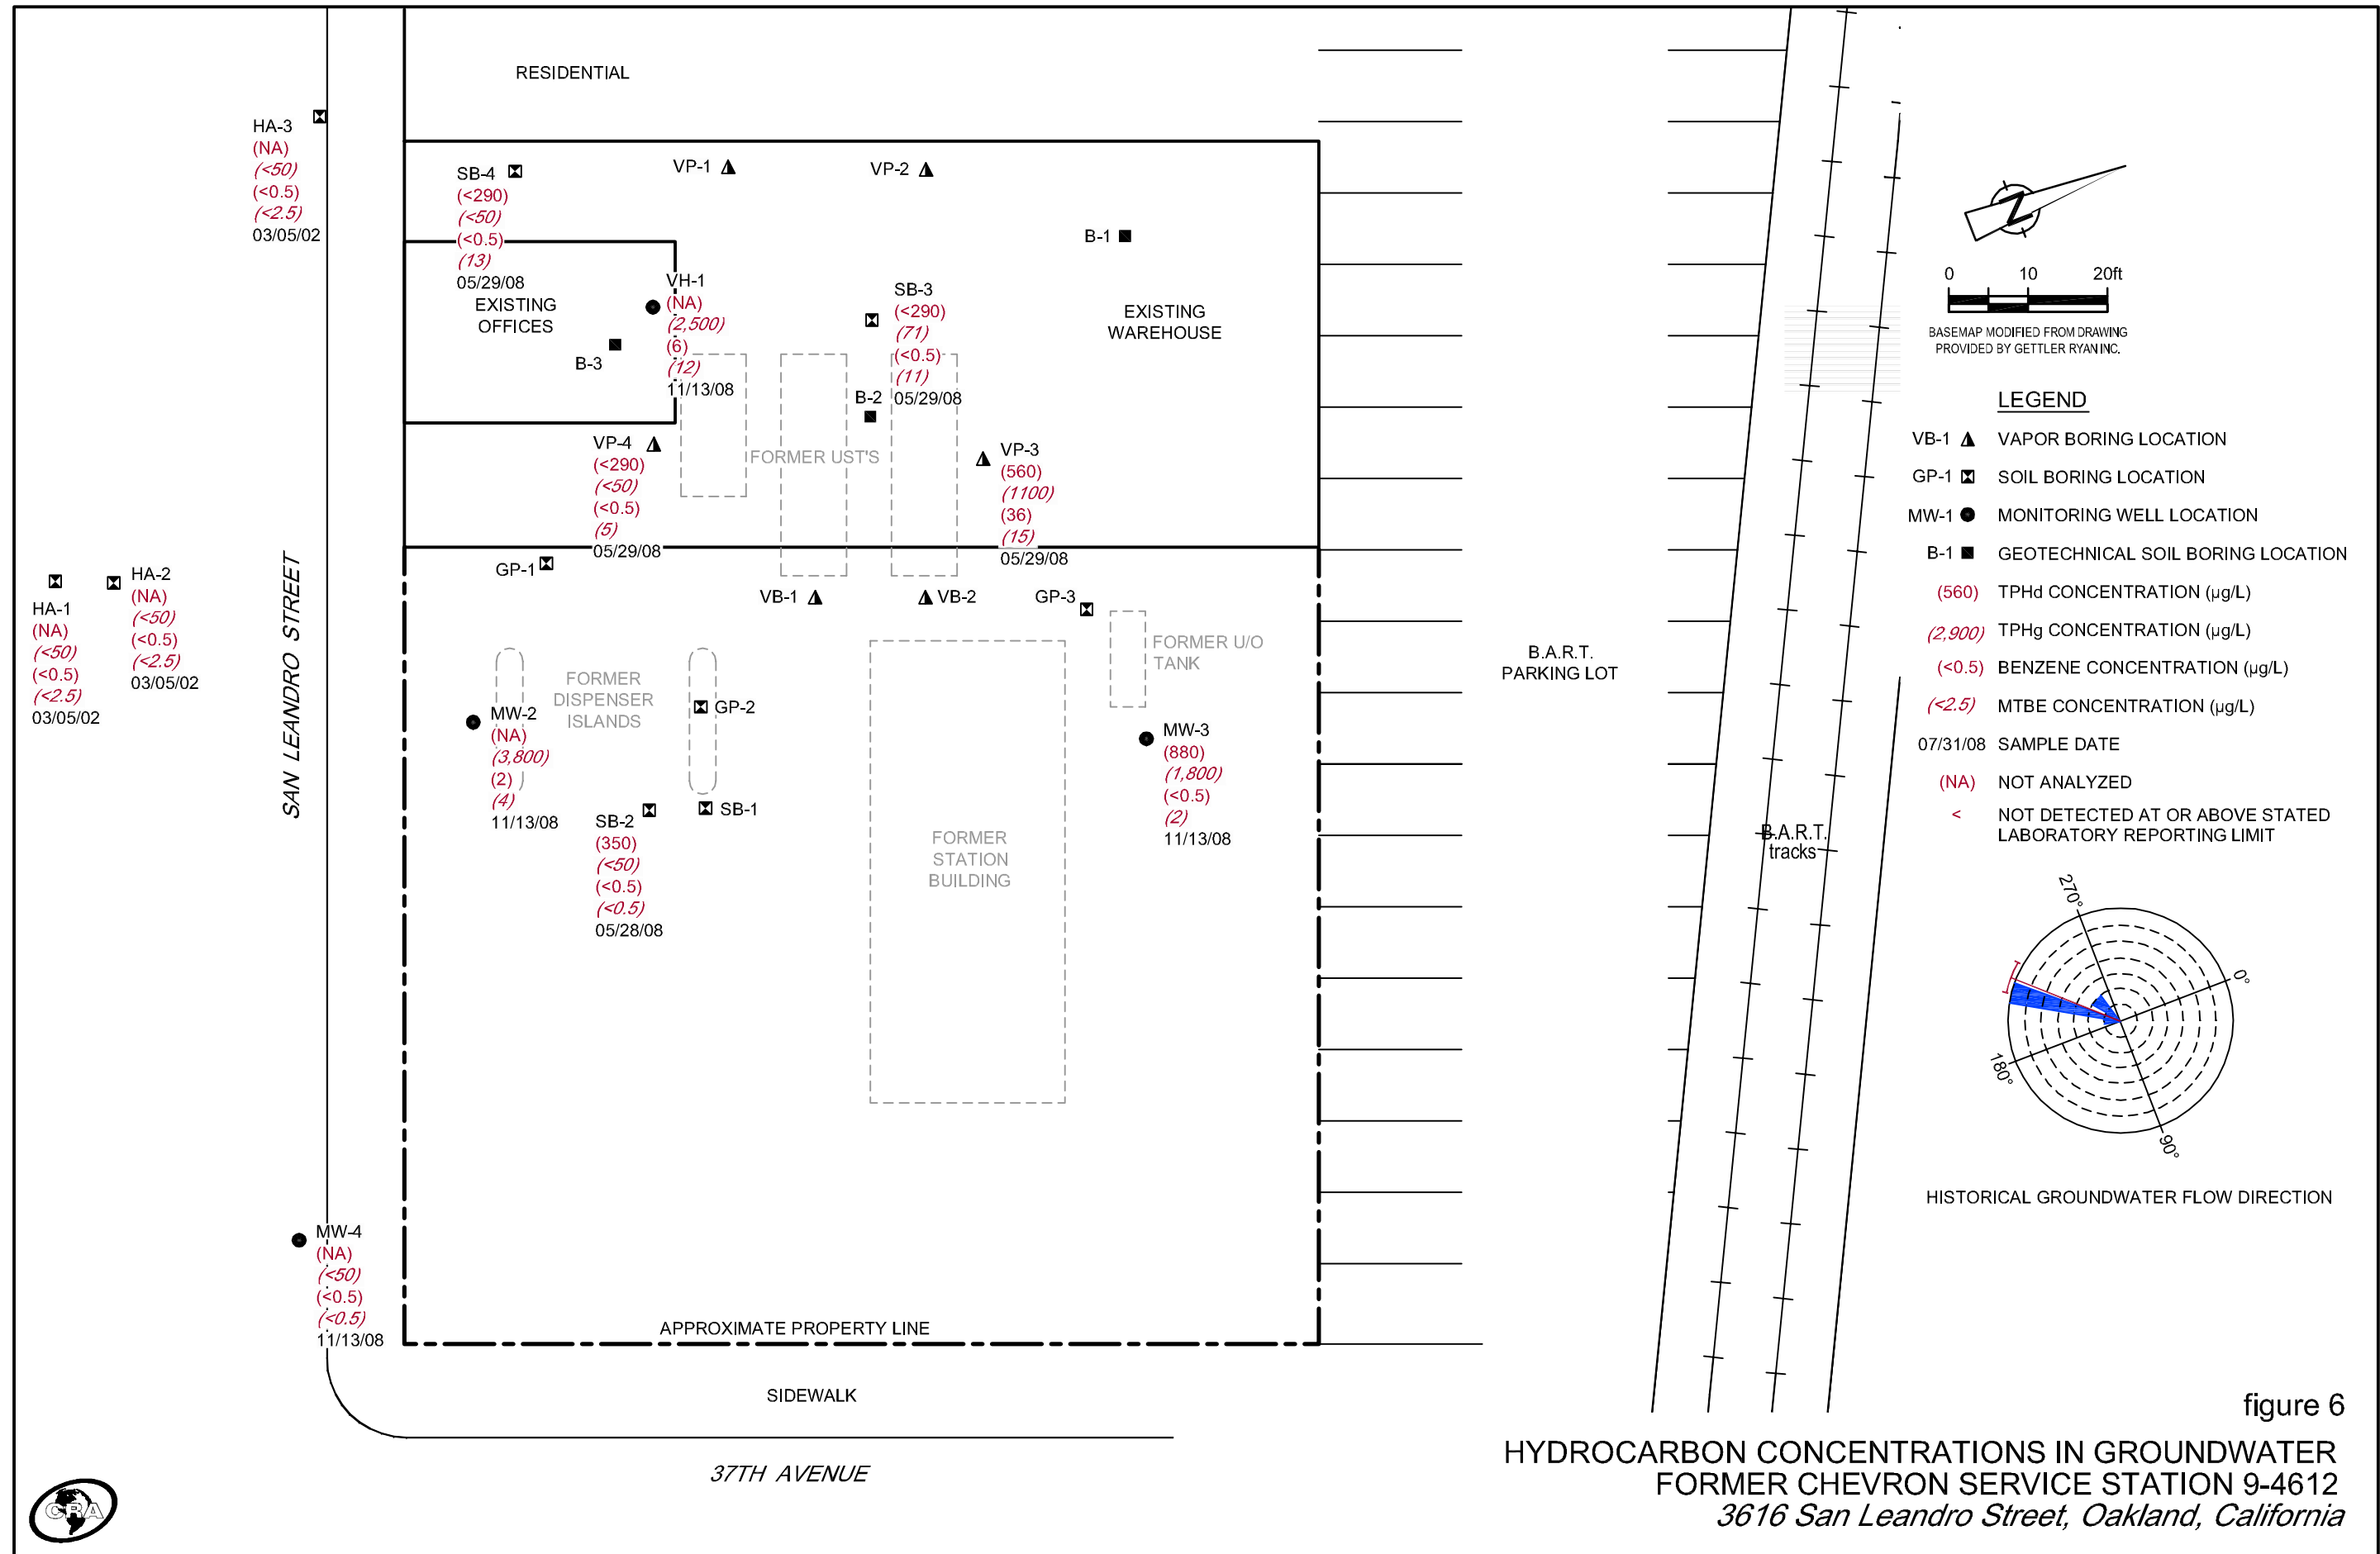 RESIDENTIAL
HA-3
(NA)
(<50)
(<0.5)
(<2.5)
03/05/02
SB-4
(<290)
(<50)
(<0.5)
(13)
05/29/08
VP-1
VP-2
B-1
EXISTING
OFFICES
VH-1
(NA)
(2,500)
(6)
(12)
11/13/08
B-3
SB-3
(<290)
(71)
(<0.5)
(11)
05/29/08
B-2
EXISTING
WAREHOUSE
VP-4
(<290)
(<50)
(<0.5)
(5)
05/29/08
FORMER UST'S
VP-3
(560)
(1100)
(36)
(15)
05/29/08
GP-1
VB-1
VB-2
GP-3
HA-1
(NA)
(<50)
(<0.5)
(<2.5)
03/05/02
HA-2
(NA)
(<50)
(<0.5)
(<2.5)
03/05/02
SAN LEANDRO STREET
FORMER
DISPENSER
ISLANDS
FORMER U/O
TANK
GP-2
MW-2
(NA)
(3,800)
(2)
(4)
11/13/08
SB-1
SB-2
(350)
(<50)
(<0.5)
(<0.5)
05/28/08
MW-3
(880)
(1,800)
(<0.5)
(2)
11/13/08
FORMER
STATION
BUILDING
B.A.R.T.
PARKING LOT
B.A.R.T.
tracks
MW-4
(NA)
(<50)
(<0.5)
(<0.5)
11/13/08
APPROXIMATE PROPERTY LINE
SIDEWALK
37TH AVENUE
CRA
N
0 10 20ft
BASEMAP MODIFIED FROM DRAWING
PROVIDED BY GETTLER RYAN INC.
LEGEND
VB-1 VAPOR BORING LOCATION
GP-1 SOIL BORING LOCATION
MW-1 MONITORING WELL LOCATION
B-1 GEOTECHNICAL SOIL BORING LOCATION
(560) TPHd CONCENTRATION (µg/L)
(2,900) TPHg CONCENTRATION (µg/L)
(<0.5) BENZENE CONCENTRATION (µg/L)
(<2.5) MTBE CONCENTRATION (µg/L)
07/31/08 SAMPLE DATE
(NA) NOT ANALYZED
< NOT DETECTED AT OR ABOVE STATED
LABORATORY REPORTING LIMIT
270°
0°
180°
90°
HISTORICAL GROUNDWATER FLOW DIRECTION
figure 6
HYDROCARBON CONCENTRATIONS IN GROUNDWATER
FORMER CHEVRON SERVICE STATION 9-4612
3616 San Leandro Street, Oakland, California